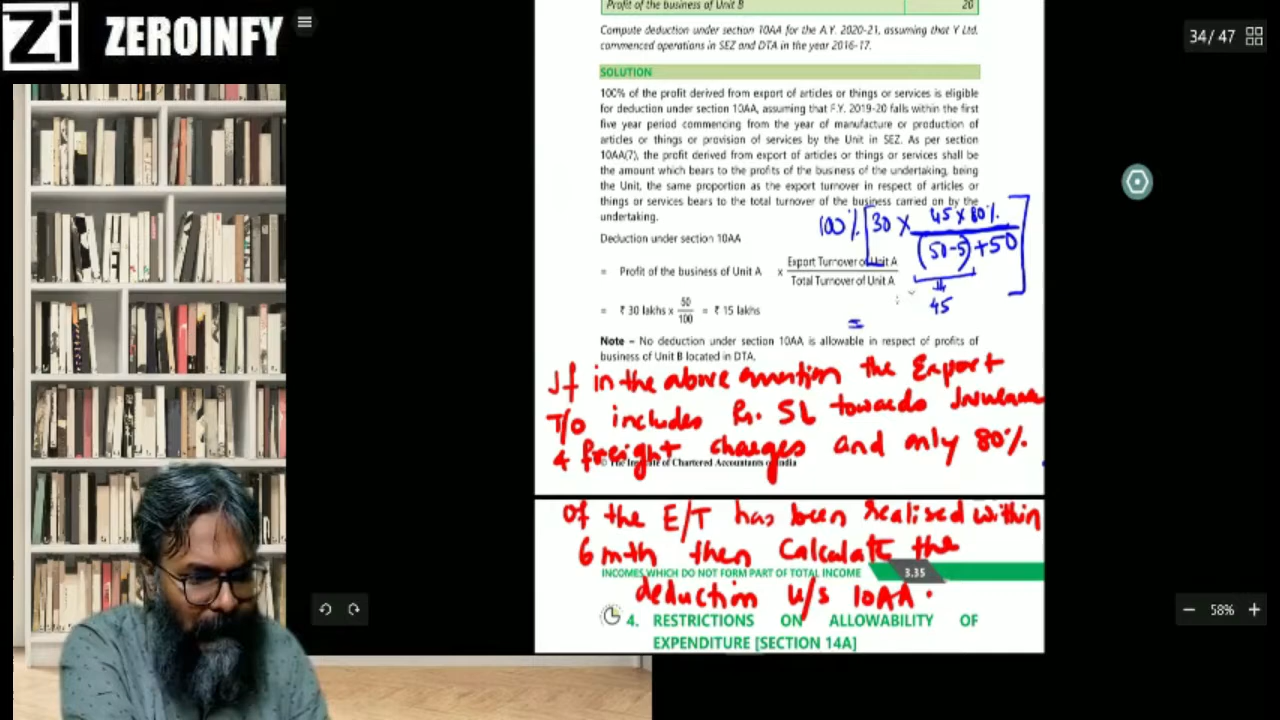 Zi ZEROINFY
34/ 47
Profit of the business of Unit B 20
Compute deduction under section 10AA for the A.Y. 2020-21, assuming that Y Ltd.
commenced operations in SEZ and DTA in the year 2016-17.
SOLUTION
100% of the profit derived from export of articles or things or services is eligible
for deduction under section 10AA, assuming that F.Y. 2019-20 falls within the first
five year period commencing from the year of manufacture or production of
articles or things or provision of services by the Unit in SEZ. As per section
10AA(7), the profit derived from export of articles or things or services shall be
the amount which bears to the profits of the business of the undertaking, being
the Unit, the same proportion as the export turnover in respect of articles or
things or services bears to the total turnover of the business carried on by the
undertaking.
100% [30 × 45 × 80%
(50-5) + 50]
45
=
Deduction under section 10AA
= Profit of the business of Unit A × Export Turnover of Unit A
Total Turnover of Unit A
= ₹ 30 lakhs x 50
100 = ₹ 15 lakhs
Note – No deduction under section 10AA is allowable in respect of profits of
business of Unit B located in DTA.
If in the above question the Export
T/O includes Rs. 5L towards Insurance
& freight charges and only 80%.
© The Institute of Chartered Accountants of India
of the E/T has been realised within
6 mth then Calculate the
INCOMES WHICH DO NOT FORM PART OF TOTAL INCOME 3.35
deduction u/s 10AA.
4. RESTRICTIONS ON ALLOWABILITY OF
EXPENDITURE [SECTION 14A]
58%